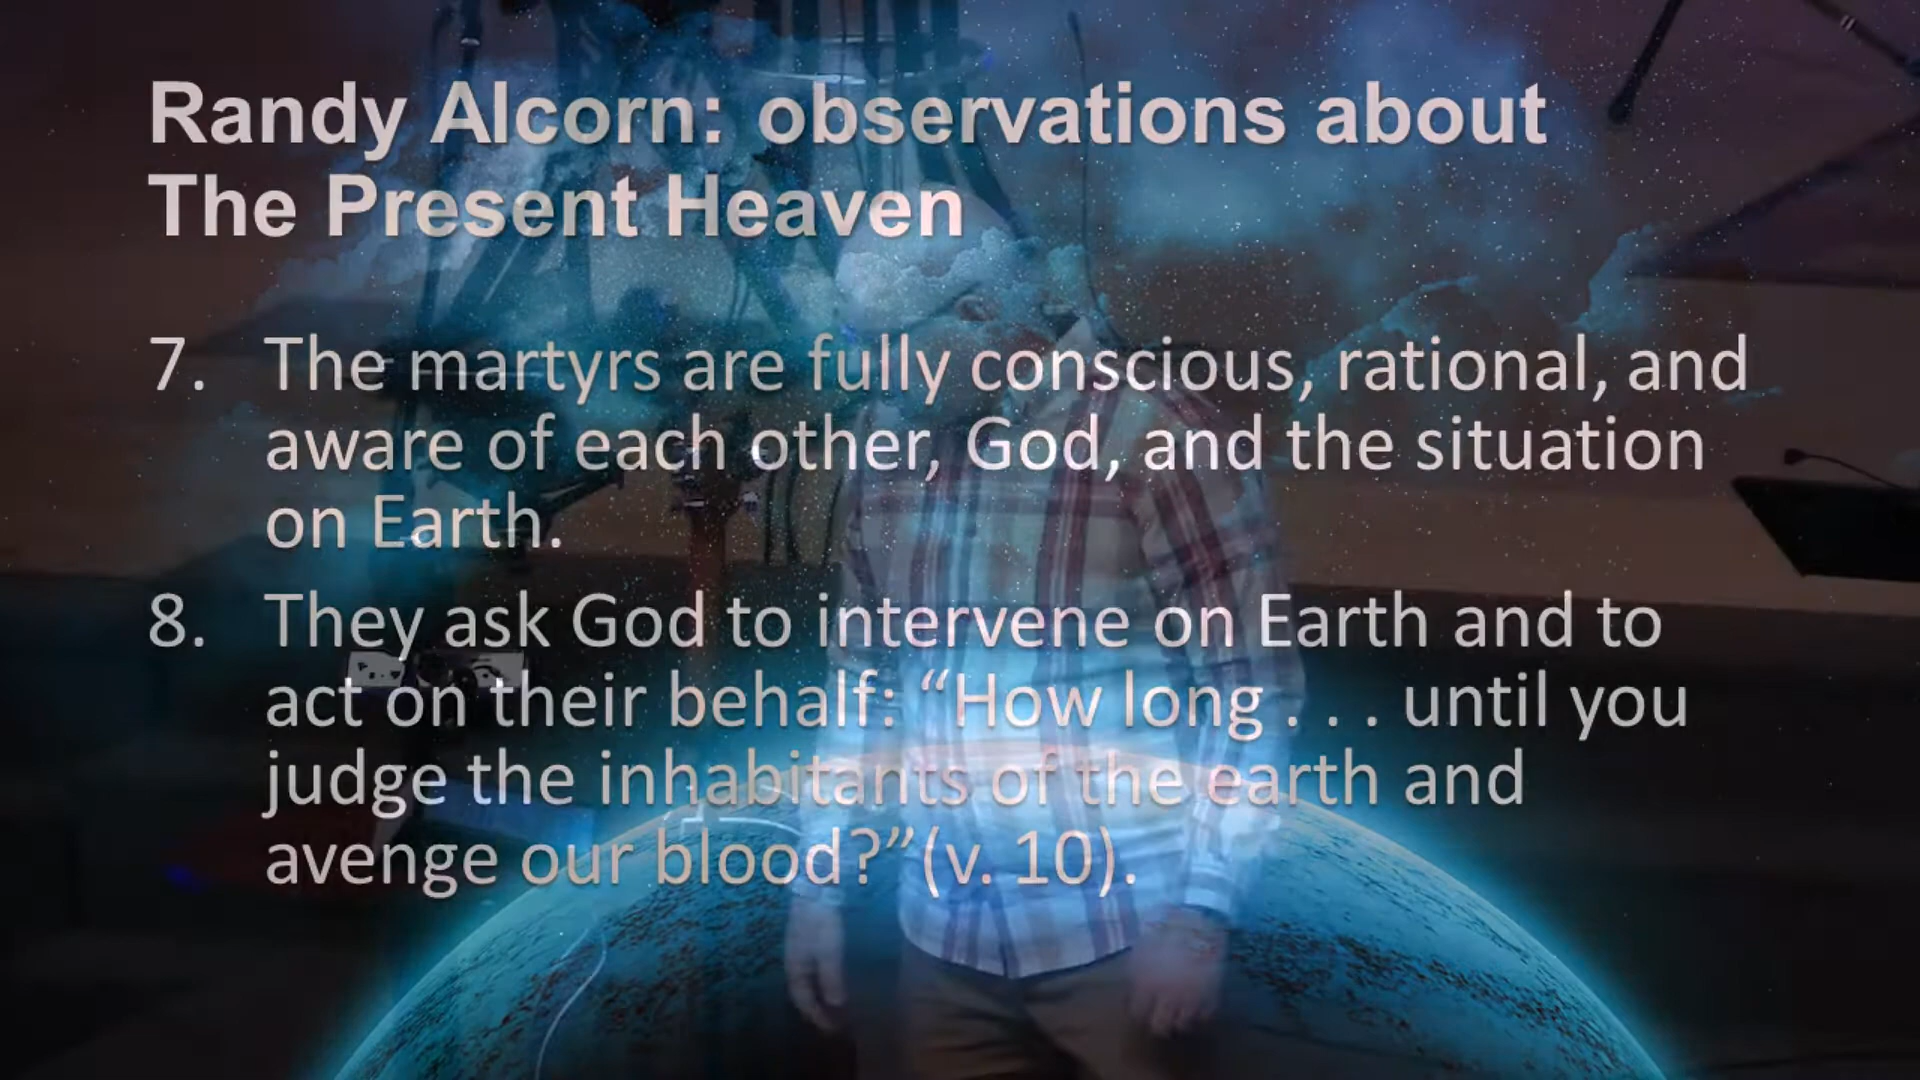 Randy Alcorn: observations about
The Present Heaven
7. The martyrs are fully conscious, rational, and
aware of each other, God, and the situation
on Earth.
8. They ask God to intervene on Earth and to
act on their behalf: “How long . . . until you
judge the inhabitants of the earth and
avenge our blood?”(v. 10).